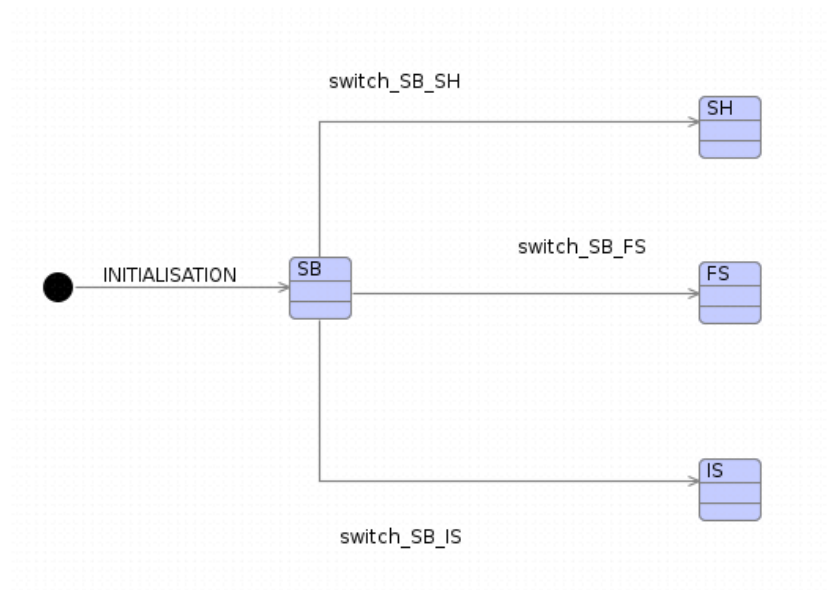 switch_SB_SH
SH
switch_SB_FS
SB
FS
INITIALISATION
IS
switch_SB_IS